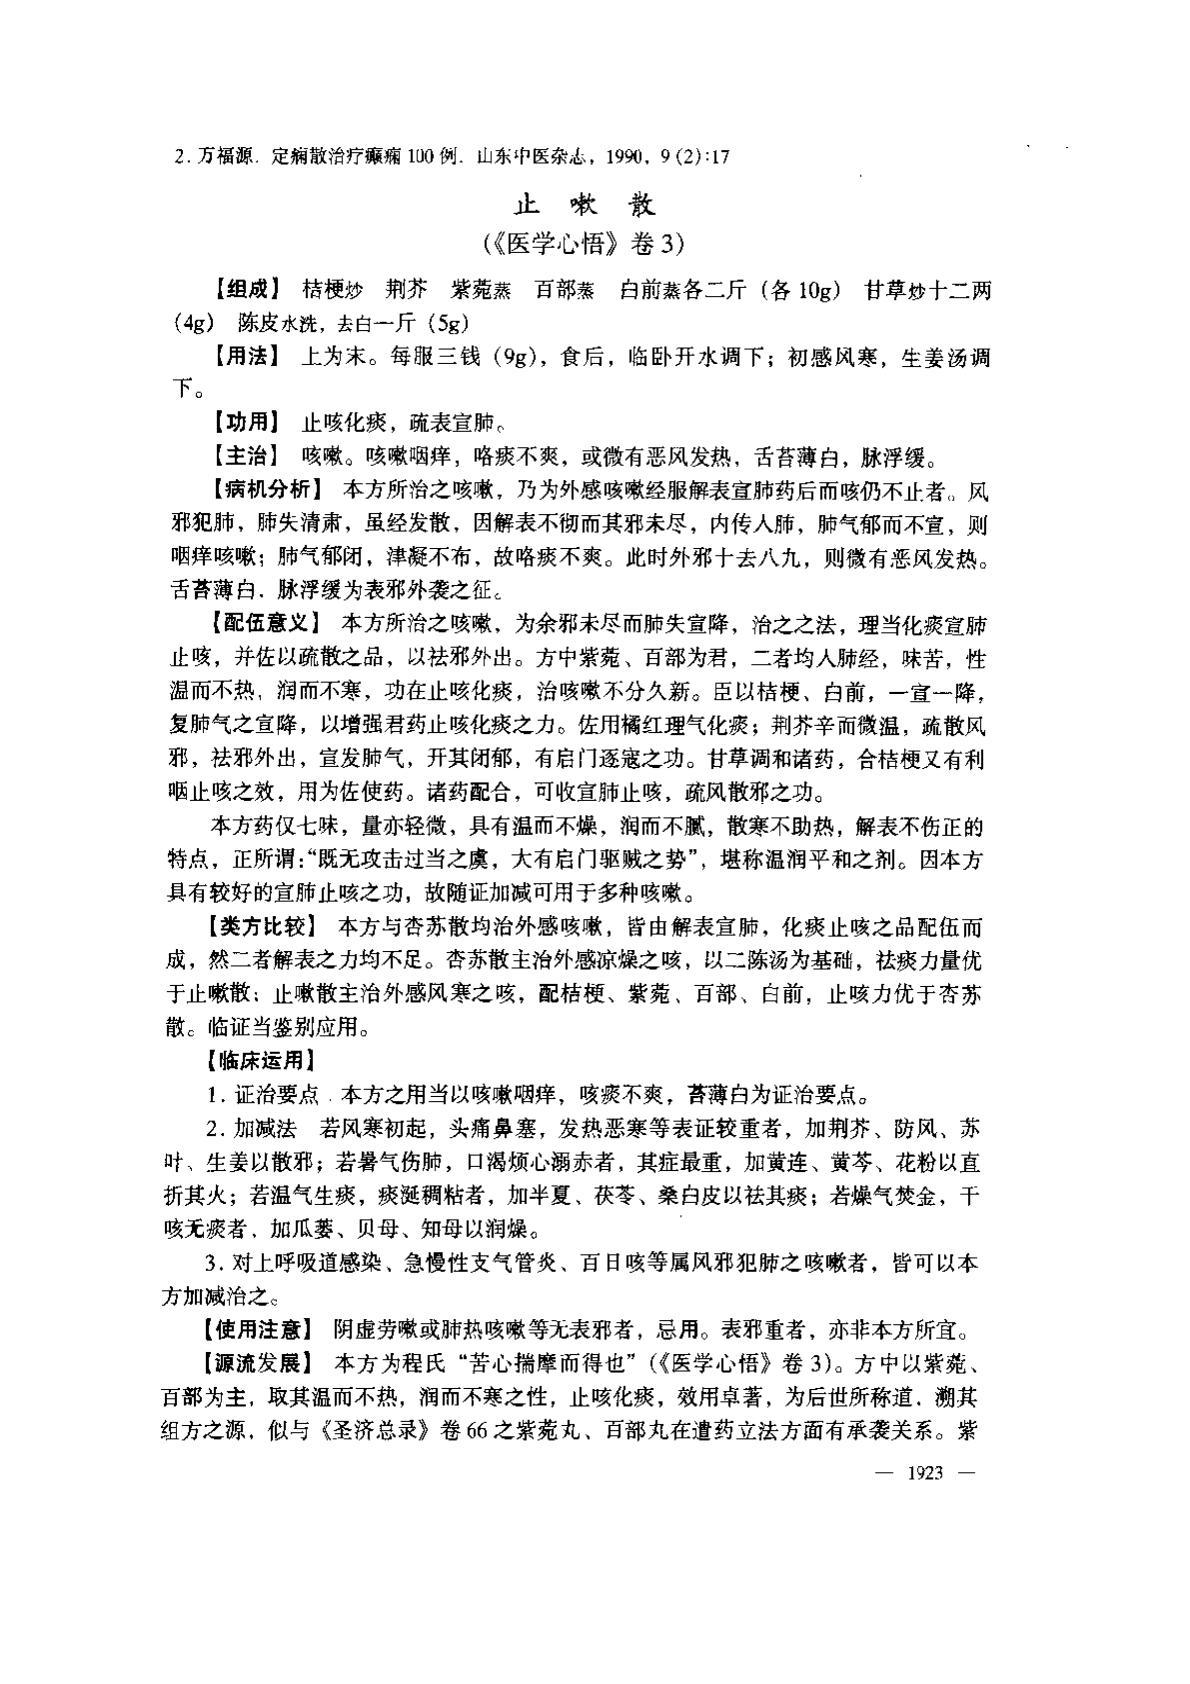 2. 万福源. 定痫散治疗癫痫 100 例. 山东中医杂志, 1990, 9 (2):17
止 嗽 散
(《医学心悟》卷 3)
【组成】 桔梗炒 荆芥 紫菀蒸 百部蒸 白前蒸各二斤 (各 10g) 甘草炒十二两
(4g) 陈皮水洗, 去白一斤 (5g)
【用法】 上为末。每服三钱 (9g), 食后, 临卧开水调下; 初感风寒, 生姜汤调
下。
【功用】 止咳化痰, 疏表宣肺。
【主治】 咳嗽。咳嗽咽痒, 咯痰不爽, 或微有恶风发热, 舌苔薄白, 脉浮缓。
【病机分析】 本方所治之咳嗽, 乃为外感咳嗽经服解表宣肺药后而咳仍不止者。风
邪犯肺, 肺失清肃, 虽经发散, 因解表不彻而其邪未尽, 内传入肺, 肺气郁而不宣, 则
咽痒咳嗽; 肺气郁闭, 津凝不布, 故咯痰不爽。此时外邪十去八九, 则微有恶风发热。
舌苔薄白, 脉浮缓为表邪外袭之征。
【配伍意义】 本方所治之咳嗽, 为余邪未尽而肺失宣降, 治之之法, 理当化痰宣肺
止咳, 并佐以疏散之品, 以祛邪外出。方中紫菀、百部为君, 二者均入肺经, 味苦, 性
温而不热, 润而不寒, 功在止咳化痰, 治咳嗽不分久新。臣以桔梗、白前, 一宣一降,
复肺气之宣降, 以增强君药止咳化痰之力。佐用橘红理气化痰; 荆芥辛而微温, 疏散风
邪, 祛邪外出, 宣发肺气, 开其闭郁, 有启门逐寇之功。甘草调和诸药, 合桔梗又有利
咽止咳之效, 用为佐使药。诸药配合, 可收宣肺止咳, 疏风散邪之功。
本方药仅七味, 量亦轻微, 具有温而不燥, 润而不腻, 散寒不助热, 解表不伤正的
特点, 正所谓:“既无攻击过当之虞, 大有启门驱贼之势”, 堪称温润平和之剂。因本方
具有较好的宣肺止咳之功, 故随证加减可用于多种咳嗽。
【类方比较】 本方与杏苏散均治外感咳嗽, 皆由解表宣肺, 化痰止咳之品配伍而
成, 然二者解表之力均不足。杏苏散主治外感凉燥之咳, 以二陈汤为基础, 祛痰力量优
于止嗽散; 止嗽散主治外感风寒之咳, 配桔梗、紫菀、百部、白前, 止咳力优于杏苏
散。临证当鉴别应用。
【临床运用】
1. 证治要点 . 本方之用当以咳嗽咽痒, 咳痰不爽, 苔薄白为证治要点。
2. 加减法 若风寒初起, 头痛鼻塞, 发热恶寒等表证较重者, 加荆芥、防风、苏
叶、生姜以散邪; 若暑气伤肺, 口渴烦心溺赤者, 其症最重, 加黄连、黄芩、花粉以直
折其火; 若温气生痰, 痰涎稠粘者, 加半夏、茯苓、桑白皮以祛其痰; 若燥气焚金, 干
咳无痰者, 加瓜蒌、贝母、知母以润燥。
3. 对上呼吸道感染、急慢性支气管炎、百日咳等属风邪犯肺之咳嗽者, 皆可以本
方加减治之。
【使用注意】 阴虚劳嗽或肺热咳嗽等无表邪者, 忌用。表邪重者, 亦非本方所宜。
【源流发展】 本方为程氏 “苦心揣摩而得也” (《医学心悟》卷 3)。方中以紫菀、
百部为主, 取其温而不热, 润而不寒之性, 止咳化痰, 效用卓著, 为后世所称道. 溯其
组方之源, 似与《圣济总录》卷 66 之紫菀丸、百部丸在遣药立法方面有承袭关系。紫
— 1923 —